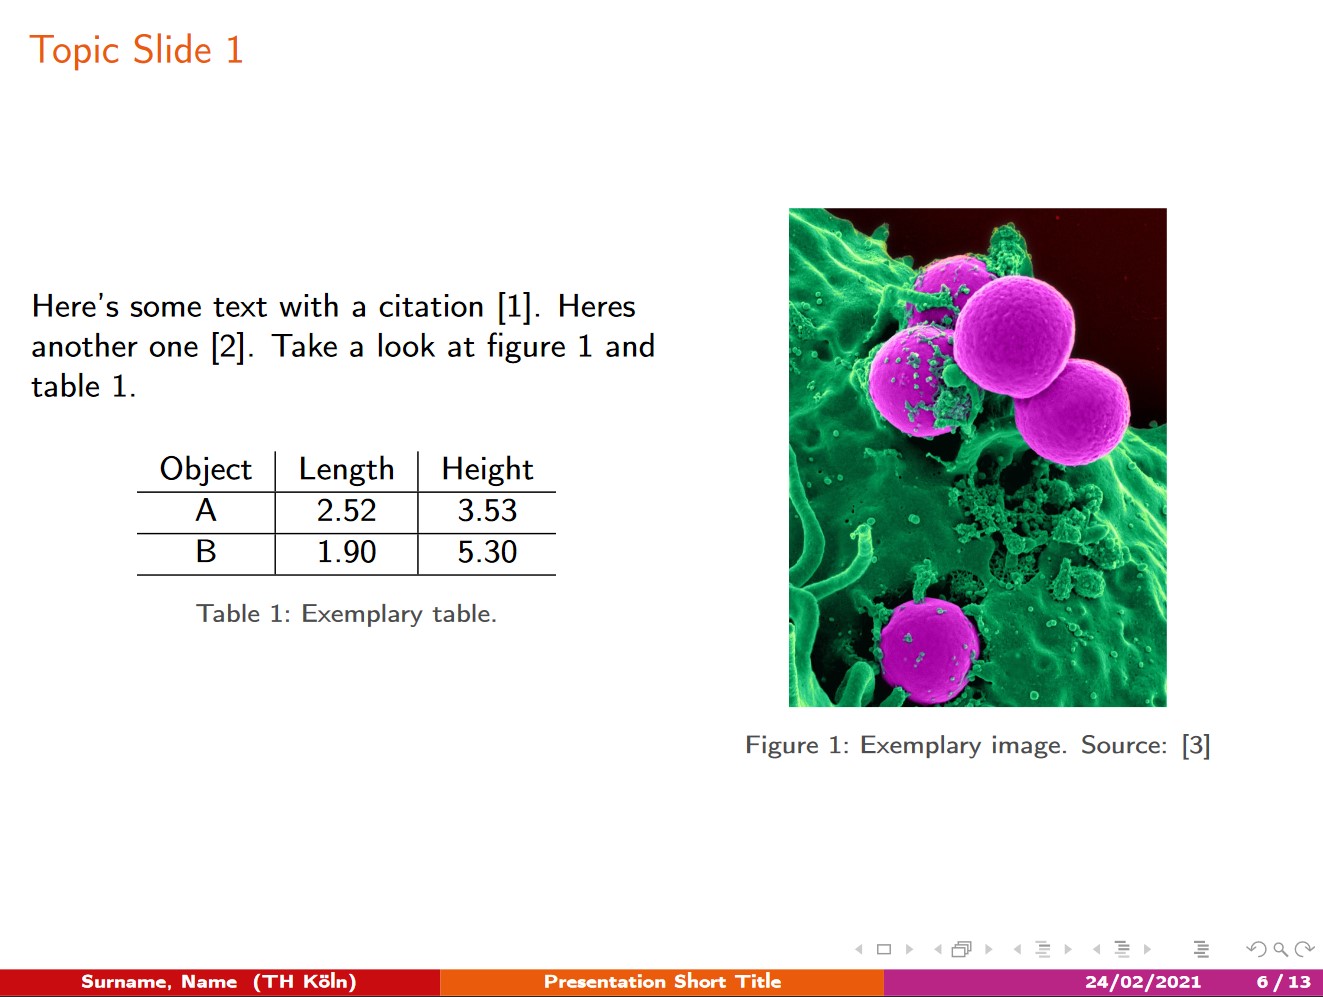 Topic Slide 1
Here's some text with a citation [1]. Heres
another one [2]. Take a look at figure 1 and
table 1.
Object Length Height
A 2.52 3.53
B 1.90 5.30
Table 1: Exemplary table.
Figure 1: Exemplary image. Source: [3]
Surname, Name (TH Köln) Presentation Short Title 24/02/2021 6 / 13